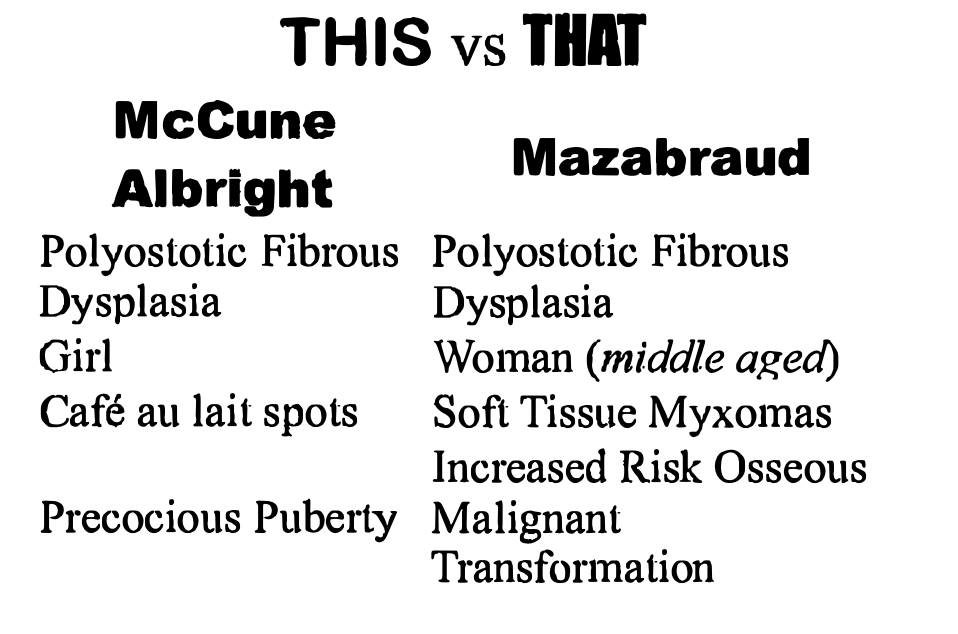 THIS vs THAT
McCune
Albright
Mazabraud
Polyostotic Fibrous
Dysplasia
Polyostotic Fibrous
Dysplasia
Girl
Woman (middle aged)
Café au lait spots
Soft Tissue Myxomas
Precocious Puberty
Increased Risk Osseous
Malignant
Transformation